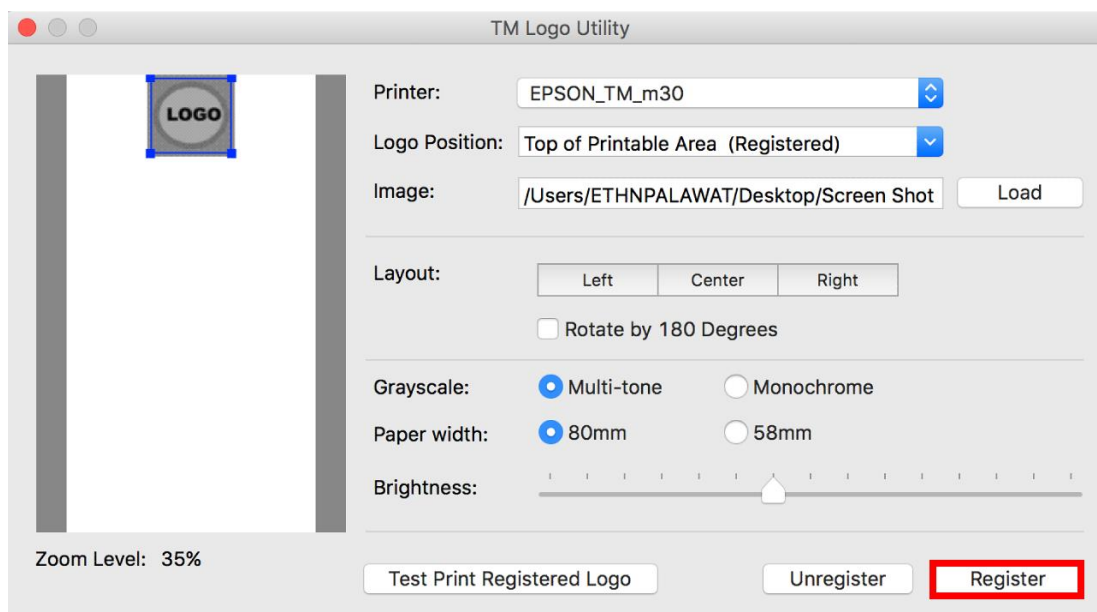 TM Logo Utility
LOGO
Printer:
EPSON_TM_m30
Logo Position:
Top of Printable Area (Registered)
Image:
/Users/ETHNPALAWAT/Desktop/Screen Shot
Load
Layout:
Left Center Right
Rotate by 180 Degrees
Grayscale:
Multi-tone Monochrome
Paper width:
80mm 58mm
Brightness:
Zoom Level: 35%
Test Print Registered Logo
Unregister
Register